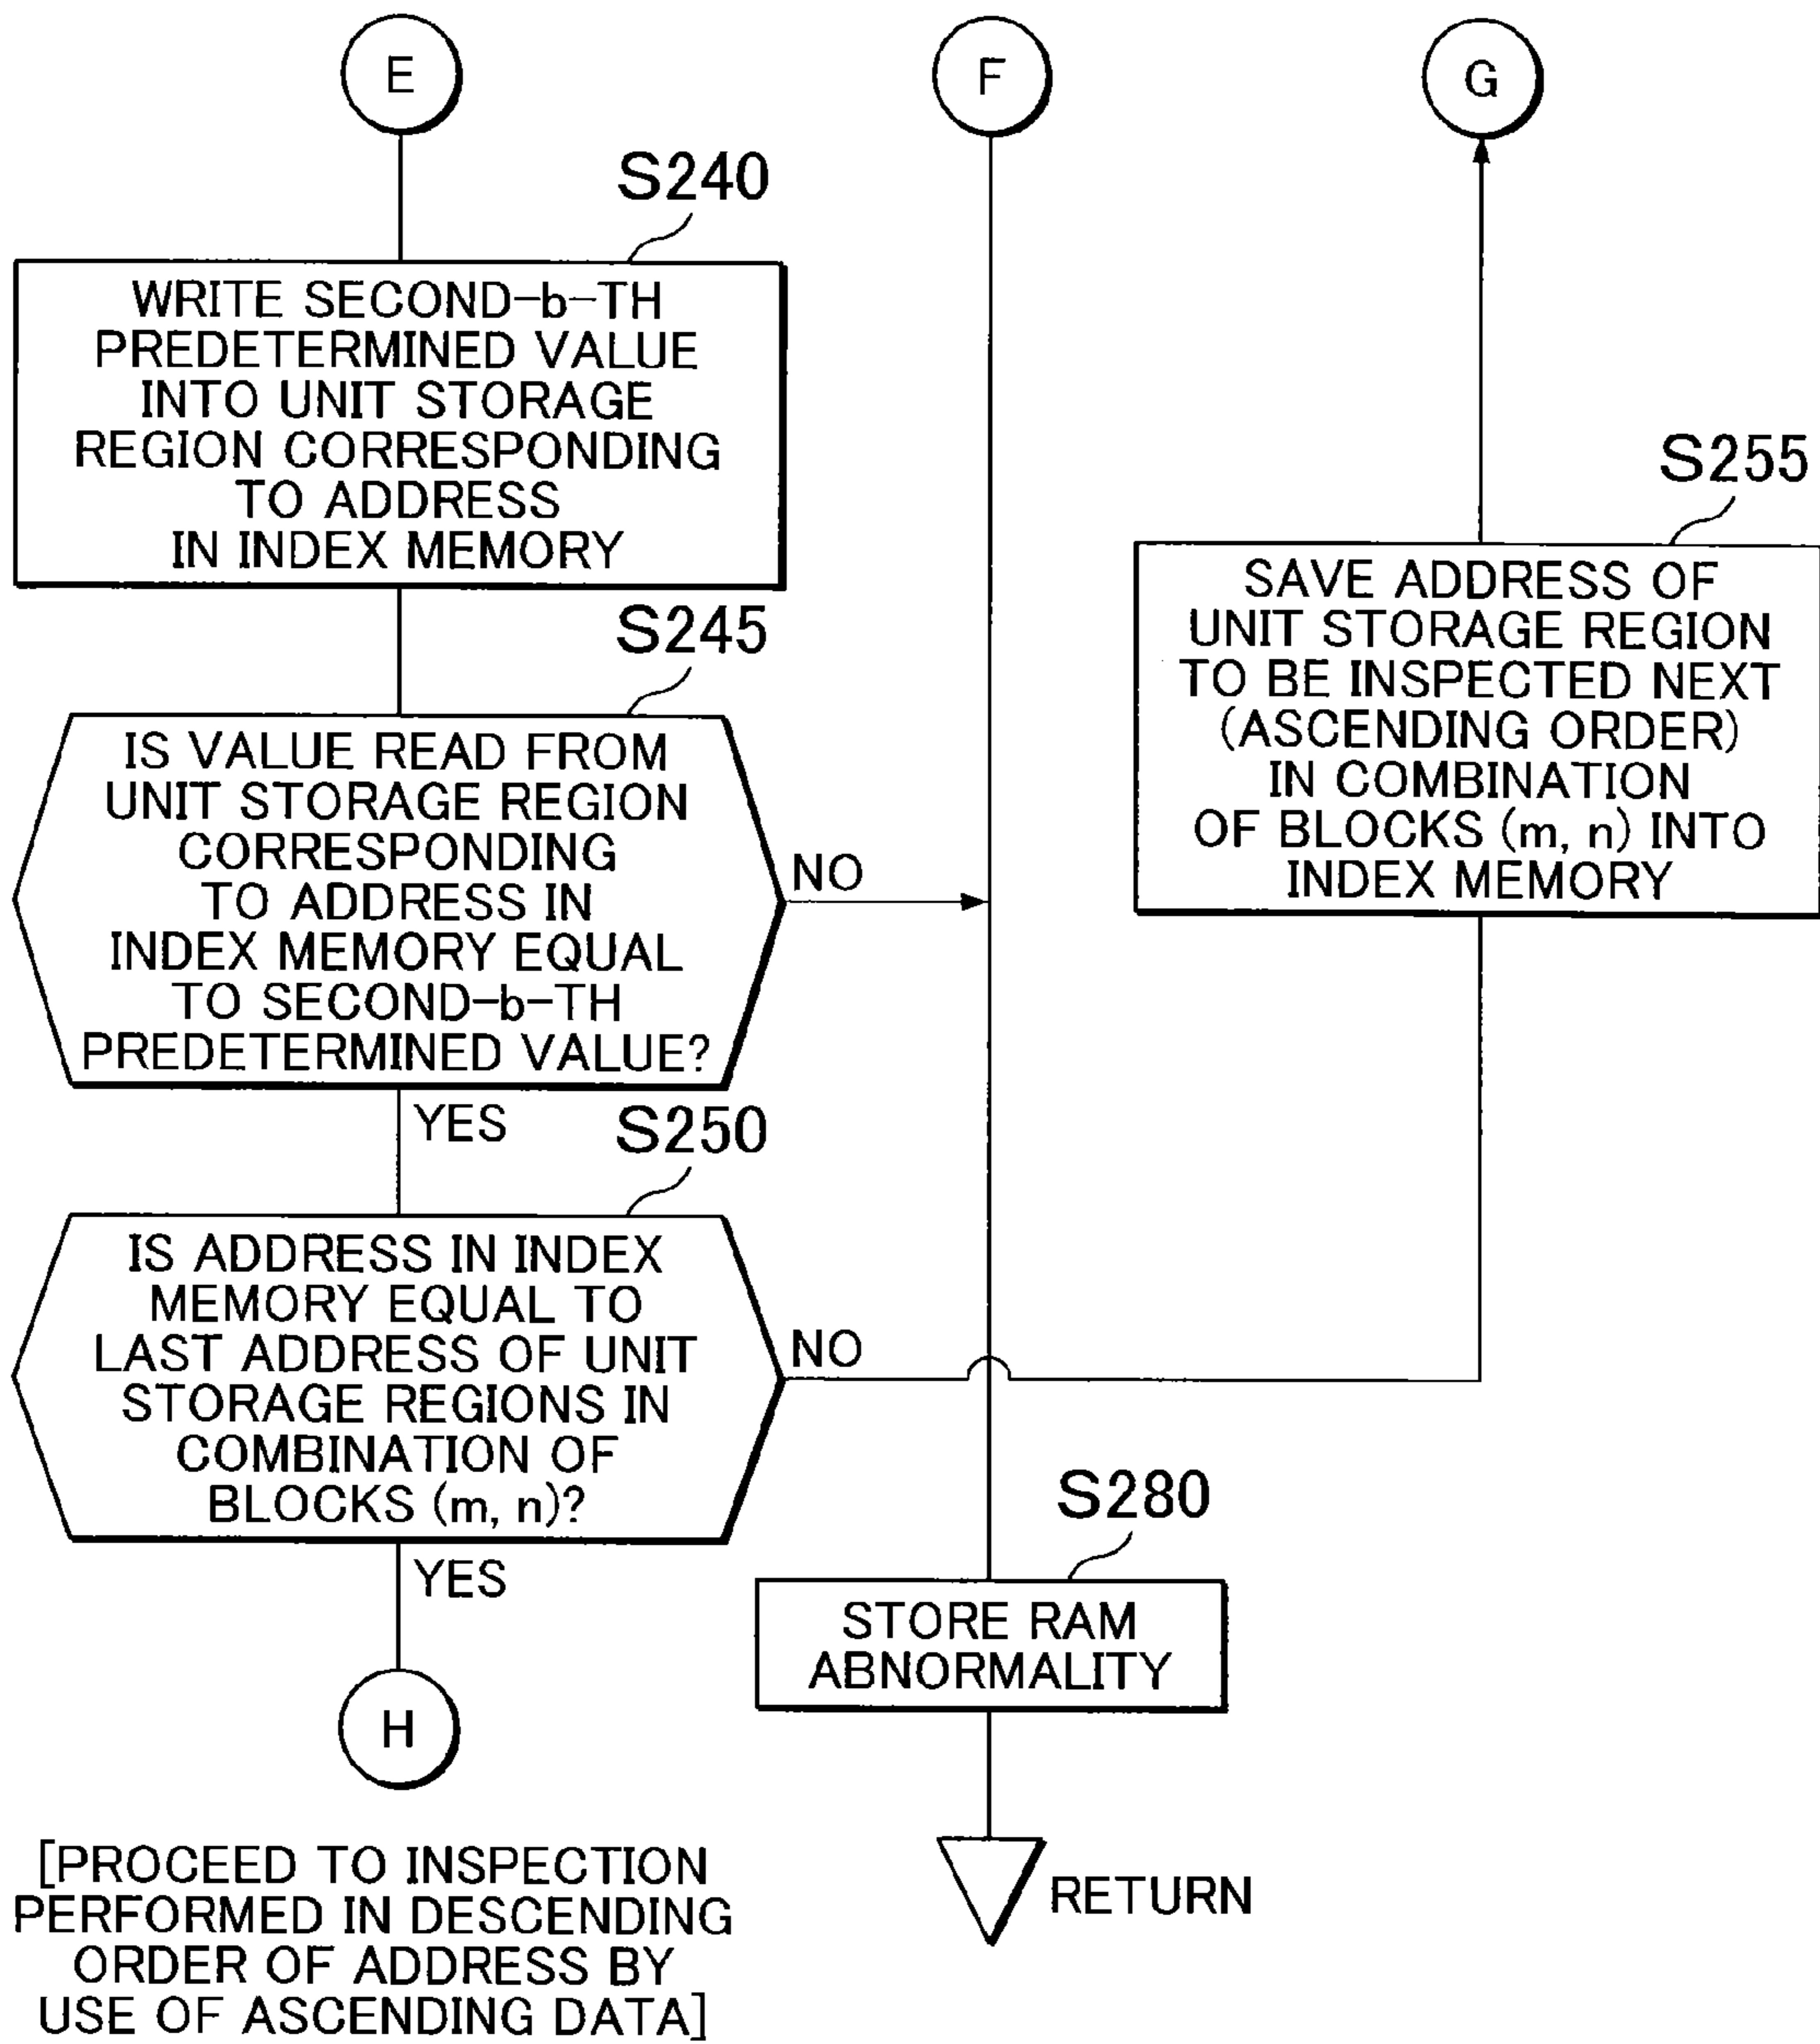 E
F
G
S240
WRITE SECOND-b-TH
PREDETERMINED VALUE
INTO UNIT STORAGE
REGION CORRESPONDING
TO ADDRESS
IN INDEX MEMORY
S255
SAVE ADDRESS OF
UNIT STORAGE REGION
TO BE INSPECTED NEXT
(ASCENDING ORDER)
IN COMBINATION
OF BLOCKS (m, n) INTO
INDEX MEMORY
S245
IS VALUE READ FROM
UNIT STORAGE REGION
CORRESPONDING
TO ADDRESS IN
INDEX MEMORY EQUAL
TO SECOND-b-TH
PREDETERMINED VALUE?
NO
YES
S250
IS ADDRESS IN INDEX
MEMORY EQUAL TO
LAST ADDRESS OF UNIT
STORAGE REGIONS IN
COMBINATION OF
BLOCKS (m, n)?
NO
YES
S280
STORE RAM
ABNORMALITY
H
RETURN
[PROCEED TO INSPECTION
PERFORMED IN DESCENDING
ORDER OF ADDRESS BY
USE OF ASCENDING DATA]